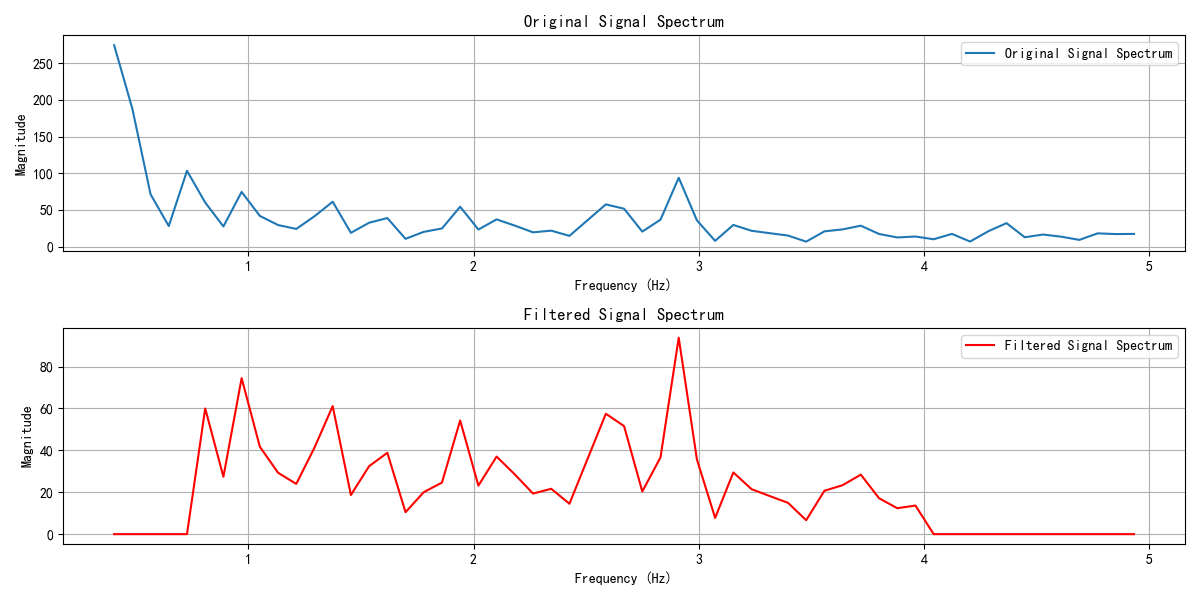 Original Signal Spectrum
Original Signal Spectrum
250
200
150
100
50
0
Magnitude
1 2 3 4 5
Frequency (Hz)
Filtered Signal Spectrum
Filtered Signal Spectrum
80
60
40
20
0
Magnitude
1 2 3 4 5
Frequency (Hz)